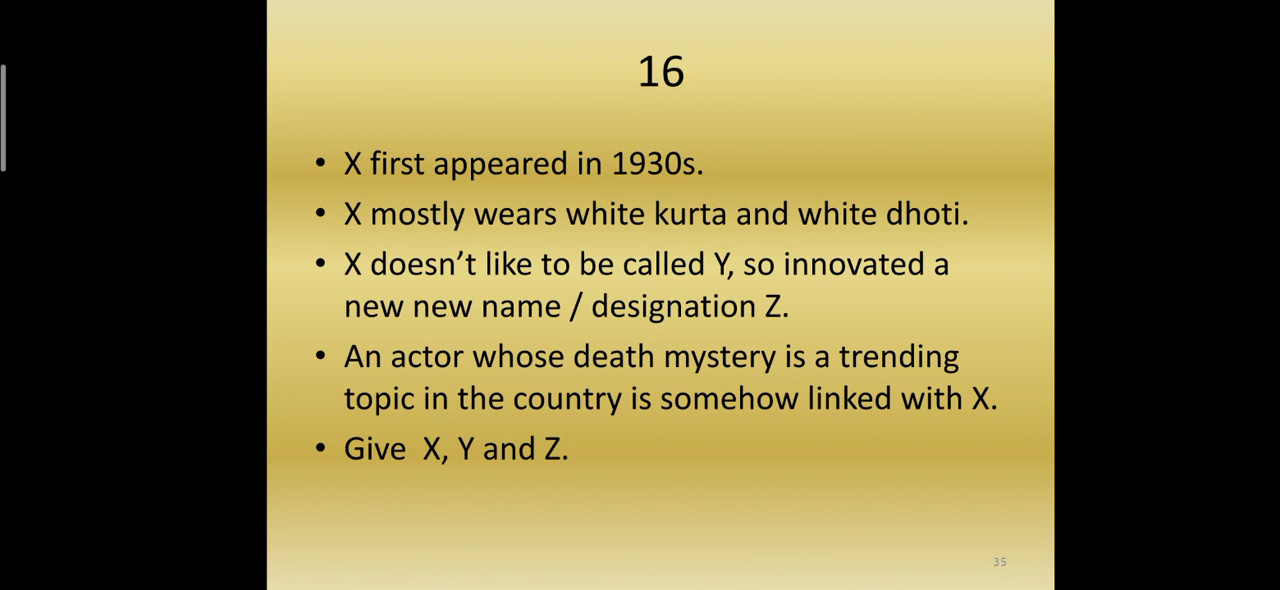 16
• X first appeared in 1930s.
• X mostly wears white kurta and white dhoti.
• X doesn’t like to be called Y, so innovated a
new new name / designation Z.
• An actor whose death mystery is a trending
topic in the country is somehow linked with X.
• Give  X, Y and Z.
35